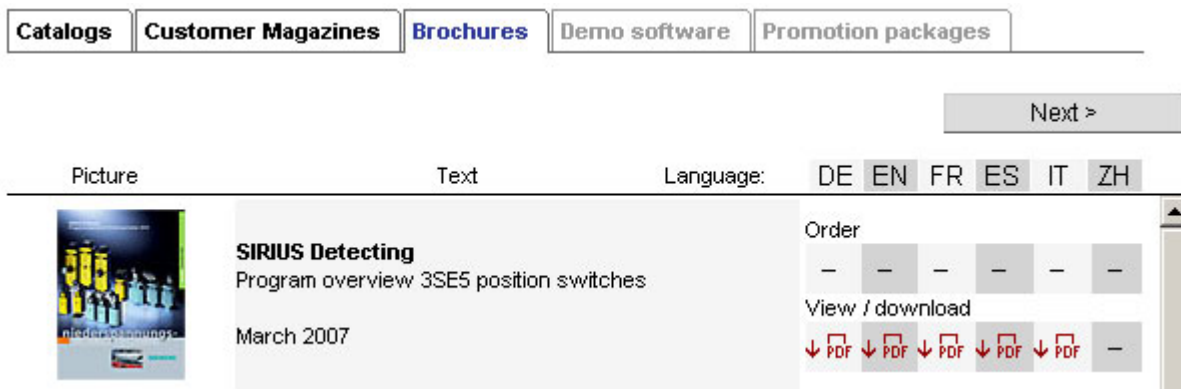 Catalogs Customer Magazines Brochures Demo software Promotion packages
Next >
Picture Text Language: DE EN FR ES IT ZH
Order
SIRIUS Detecting
– – – – – –
Program overview 3SE5 position switches
View / download
March 2007
PDF PDF PDF PDF PDF –
niederspannungs-